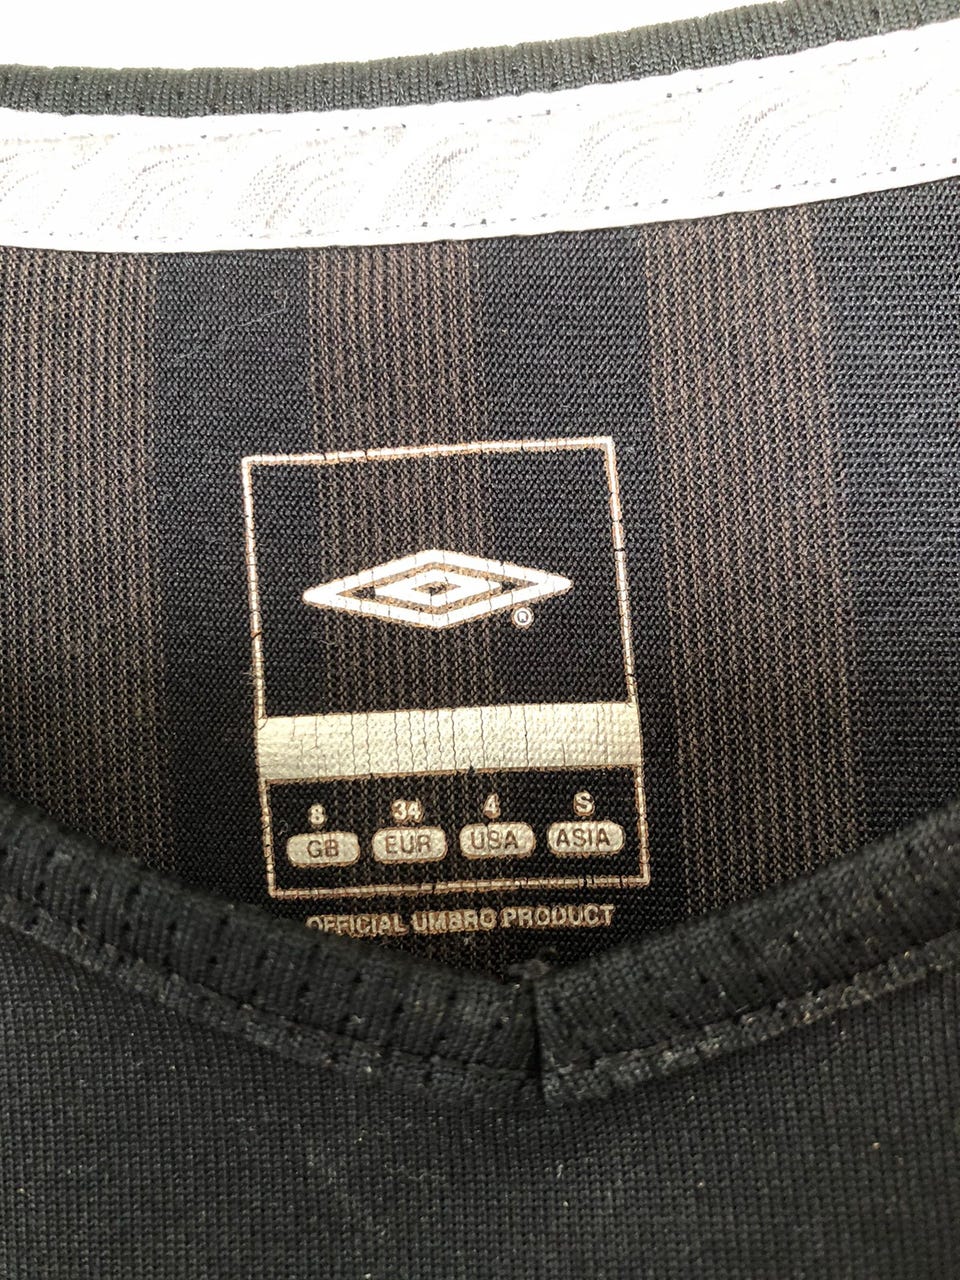 ®
8 34 4 S
GB EUR USA ASIA
OFFICIAL UMBRO PRODUCT